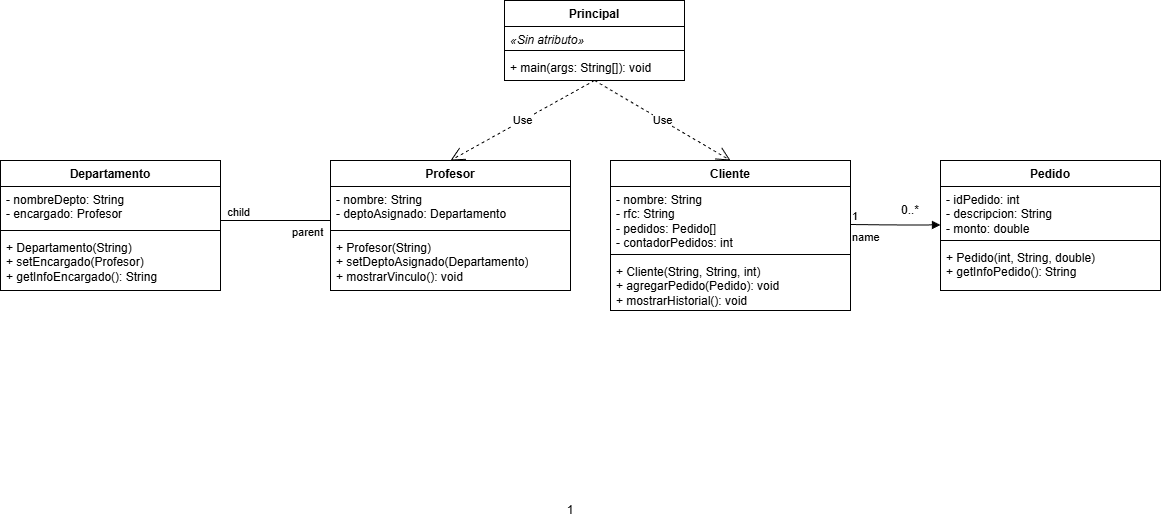 Principal
«Sin atributo»
+ main(args: String[]): void
Use
Use
Departamento
- nombreDepto: String
- encargado: Profesor
+ Departamento(String)
+ setEncargado(Profesor)
+ getInfoEncargado(): String
child
parent
Profesor
- nombre: String
- deptoAsignado: Departamento
+ Profesor(String)
+ setDeptoAsignado(Departamento)
+ mostrarVinculo(): void
Cliente
- nombre: String
- rfc: String
- pedidos: Pedido[]
- contadorPedidos: int
+ Cliente(String, String, int)
+ agregarPedido(Pedido): void
+ mostrarHistorial(): void
1
0..*
name
Pedido
- idPedido: int
- descripcion: String
- monto: double
+ Pedido(int, String, double)
+ getInfoPedido(): String
1